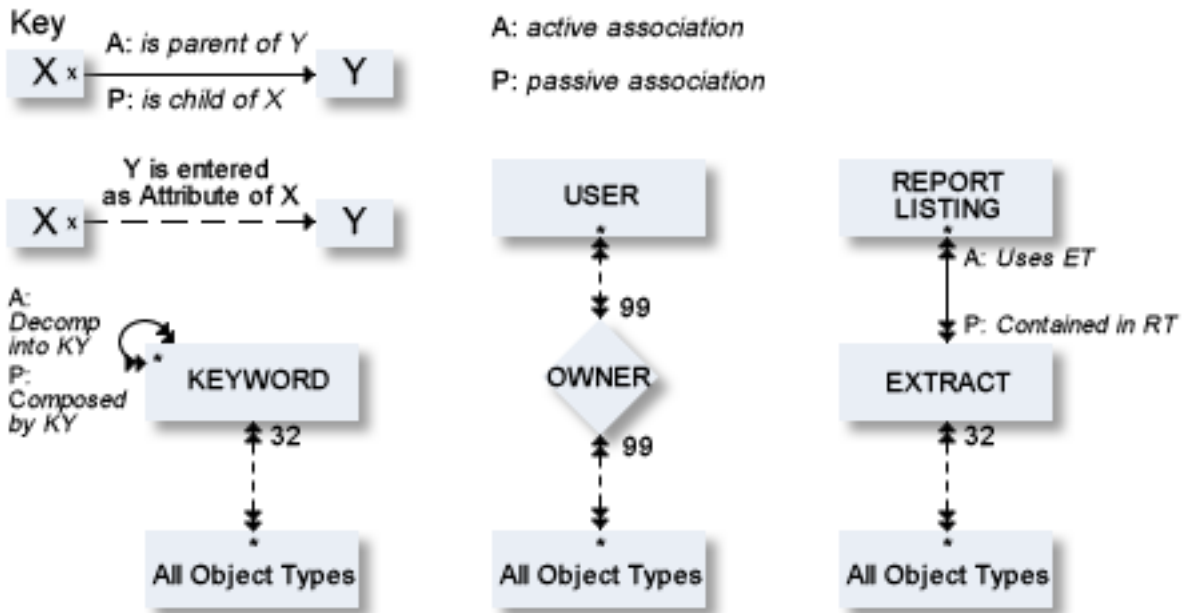 Key
X x
A: is parent of Y
P: is child of X
Y
A: active association
P: passive association
Y is entered
as Attribute of X
X x
Y
USER
*
99
OWNER
99
*
All Object Types
REPORT
LISTING
*
A: Uses ET
P: Contained in RT
EXTRACT
32
*
All Object Types
A:
Decomp
into KY
P:
Composed
by KY
*
KEYWORD
32
*
All Object Types